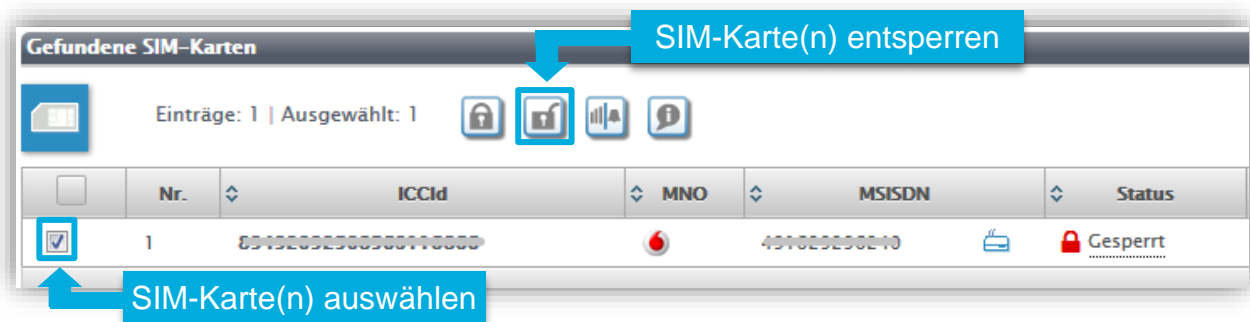 SIM-Karte(n) entsperren
Gefundene SIM-Karten
Einträge: 1 | Ausgewählt: 1
Nr. ICCId MNO MSISDN Status
1 Gesperrt
SIM-Karte(n) auswählen